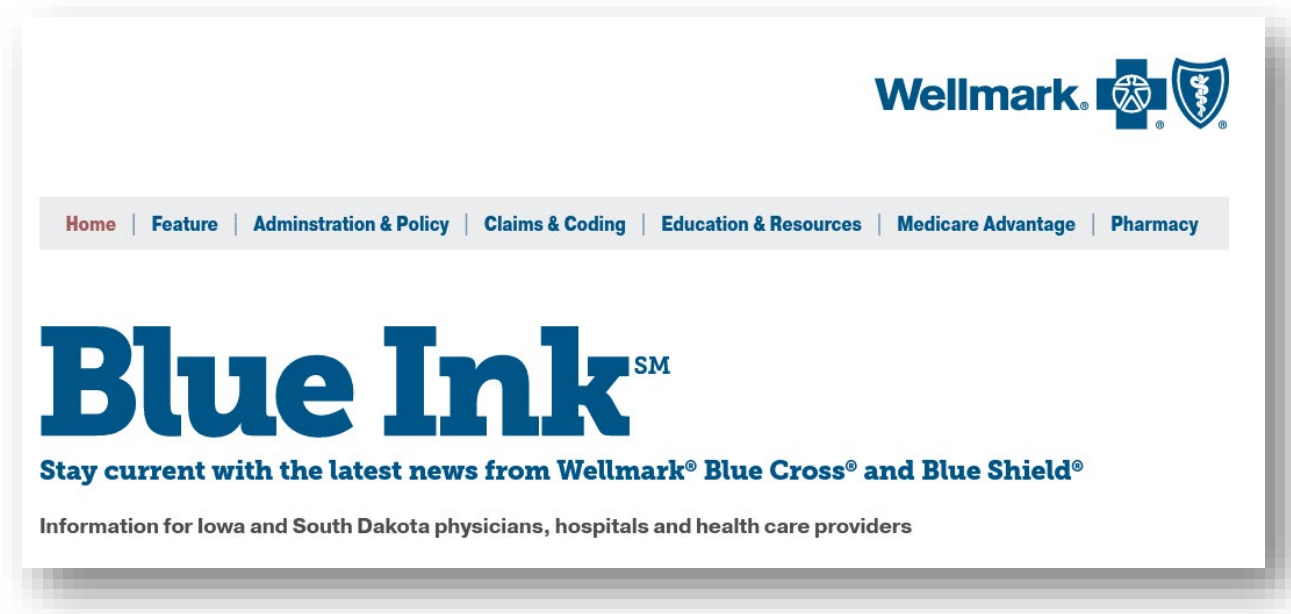 Wellmark®
Home | Feature | Adminstration & Policy | Claims & Coding | Education & Resources | Medicare Advantage | Pharmacy
Blue Ink℠
Stay current with the latest news from Wellmark® Blue Cross® and Blue Shield®
Information for Iowa and South Dakota physicians, hospitals and health care providers